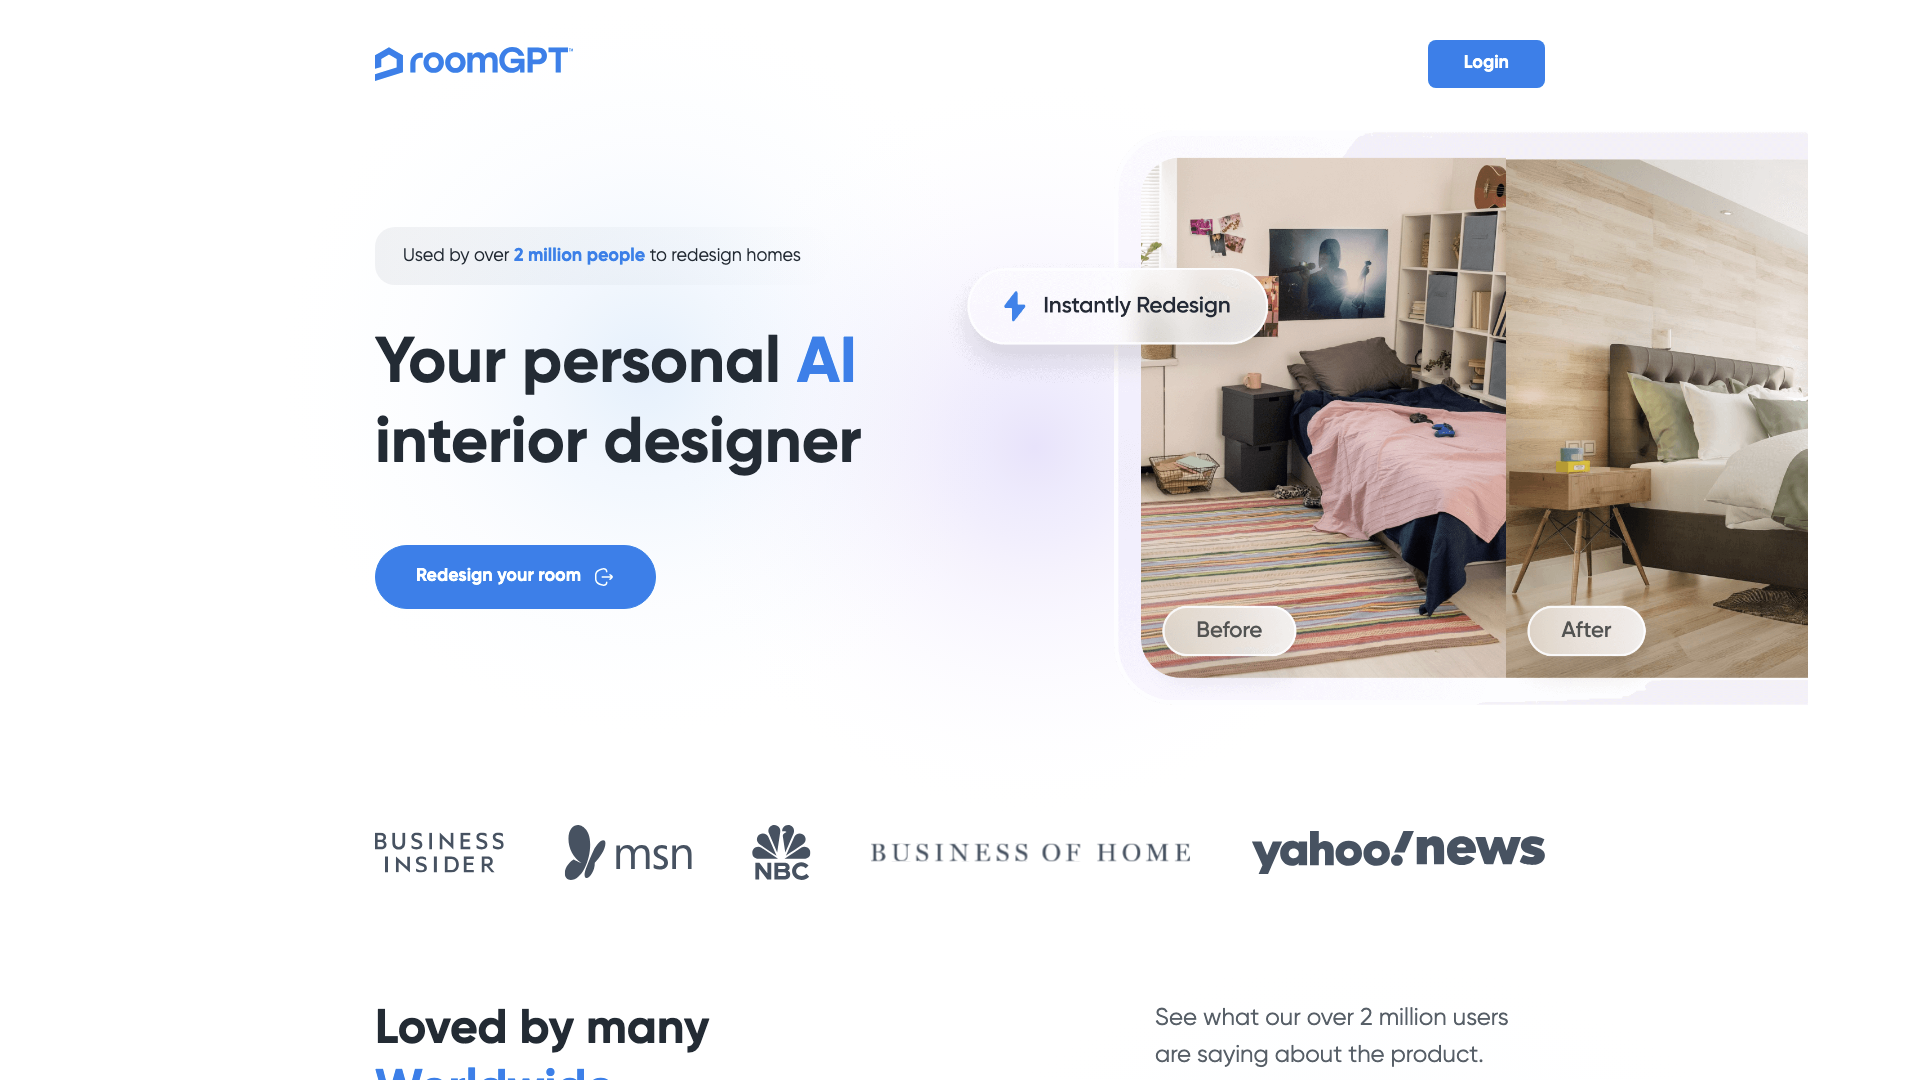 roomGPT™
Login
Used by over 2 million people to redesign homes
Instantly Redesign
Your personal AI
interior designer
Redesign your room
Before
After
BUSINESS
INSIDER
msn
NBC
BUSINESS OF HOME
yahoo!news
Loved by many
Worldwide
See what our over 2 million users
are saying about the product.